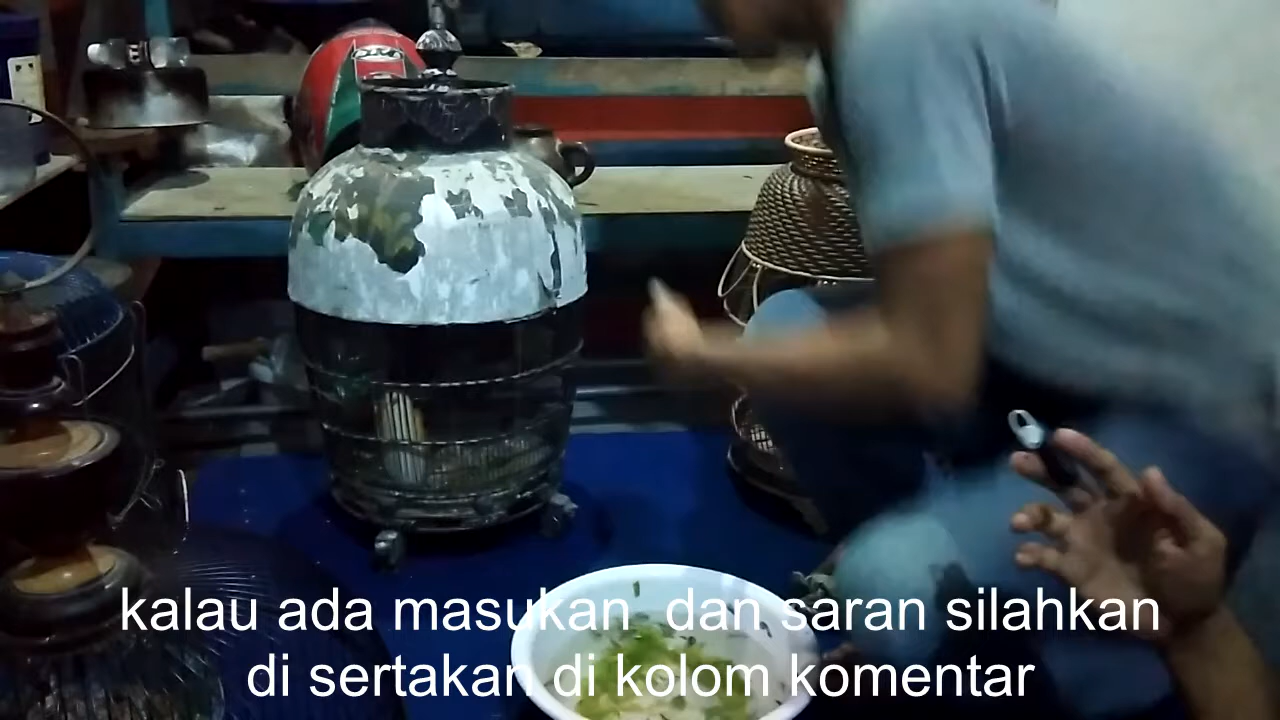 kalau ada masukan dan saran silahkan
di sertakan di kolom komentar